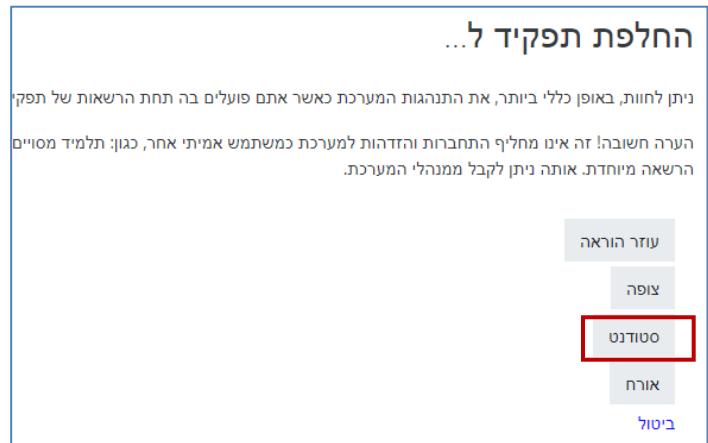 החלפת תפקיד ל...
ניתן לחוות, באופן כללי ביותר, את התנהגות המערכת כאשר אתם פועלים בה תחת הרשאות של תפקי
הערה חשובה! זה אינו מחליף התחברות והזדהות למערכת כמשתמש אמיתי אחר, כגון: תלמיד מסויים
הרשאה מיוחדת. אותה ניתן לקבל ממנהלי המערכת.
עוזר הוראה
צופה
סטודנט
אורח
ביטול